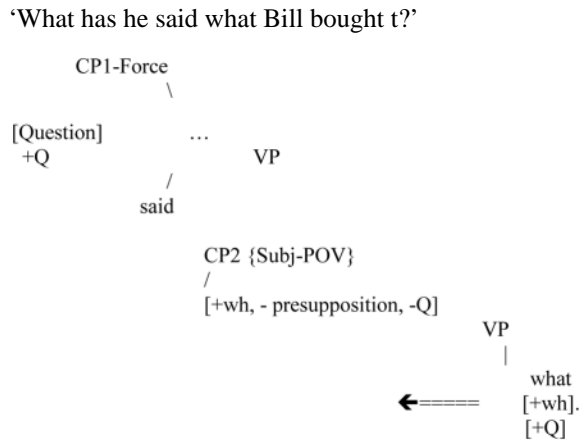 ‘What has he said what Bill bought t?’
CP1-Force
\
[Question] …
+Q VP
/
said
CP2 {Subj-POV}
/
[+wh, - presupposition, -Q]
VP
|
what
🡸===== [+wh].
[+Q]